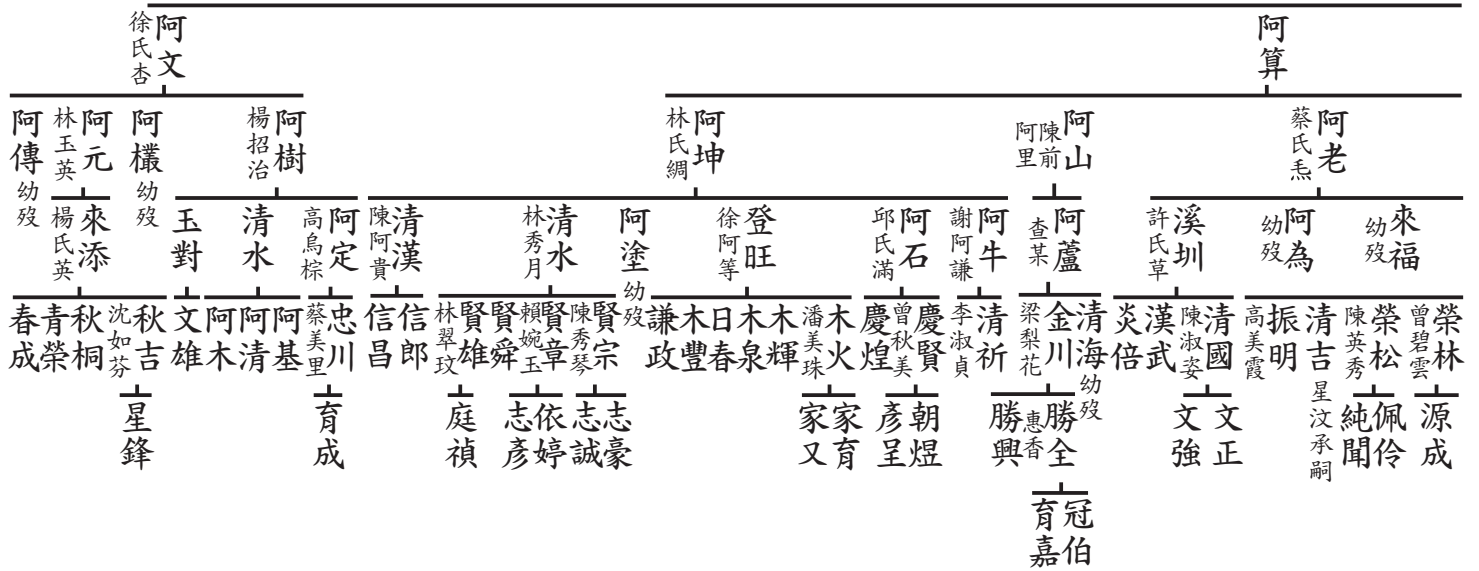 阿算
阿文
徐氏杏
阿老
蔡氏
阿山
陳前
阿里
阿坤
林氏綢
阿樹
楊招治
阿欉
幼歿
阿元
林玉英
阿傳
幼歿
來福
幼歿
阿為
幼歿
溪圳
許氏草
阿蘆
查某
阿牛
謝阿謙
阿石
邱氏滿
登旺
徐阿等
阿塗
幼歿
清水
林秀月
清漢
陳阿貴
阿定
高烏棕
清水
玉對
來添
楊氏英
榮林
曾碧雲
榮松
陳英秀
清吉
星汶承嗣
振明
高美霞
清國
陳淑姿
漢武
炎倍
清海
幼歿
金川
梁梨花
清祈
李淑貞
慶賢
曾秋美
慶煌
木火
潘美珠
木輝
木泉
日春
木豐
謙政
賢宗
陳秀琴
賢章
賴婉玉
賢舜
賢雄
林翠玟
信郎
信昌
忠川
蔡美里
阿基
阿清
阿木
文雄
秋吉
沈如芬
秋桐
青榮
春成
源成
佩伶
純聞
文正
文強
勝全
惠香
勝興
朝煜
彥呈
家育
家又
志豪
志誠
依婷
志彥
庭禎
育成
星鋒
冠伯
育嘉